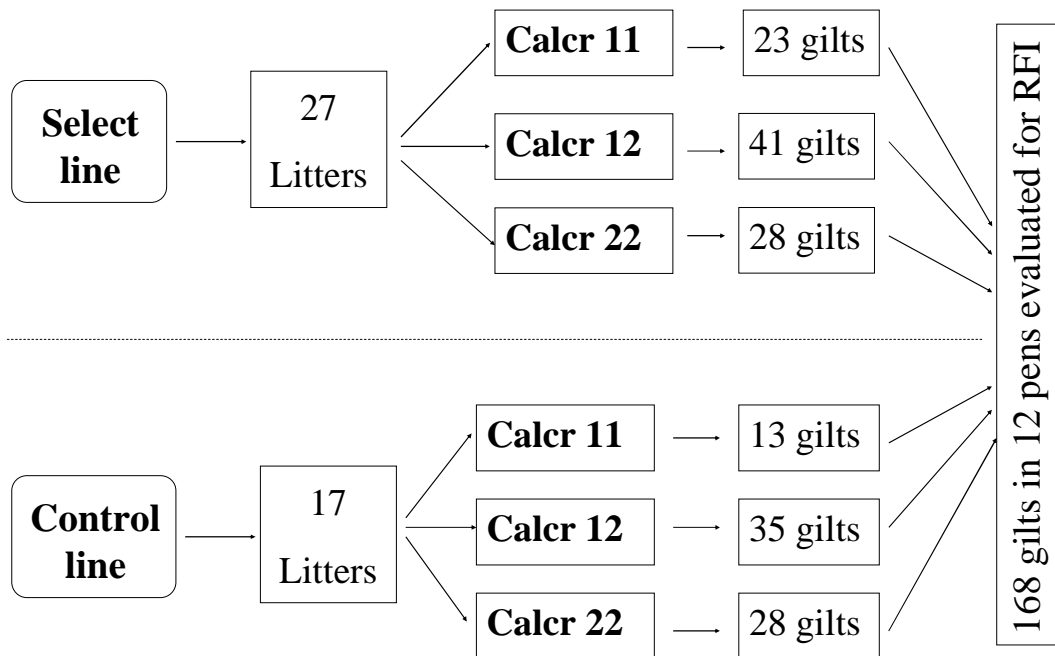 Select
line
27
Litters
Calcr 11
23 gilts
Calcr 12
41 gilts
Calcr 22
28 gilts
Control
line
17
Litters
Calcr 11
13 gilts
Calcr 12
35 gilts
Calcr 22
28 gilts
168 gilts in 12 pens evaluated for RFI